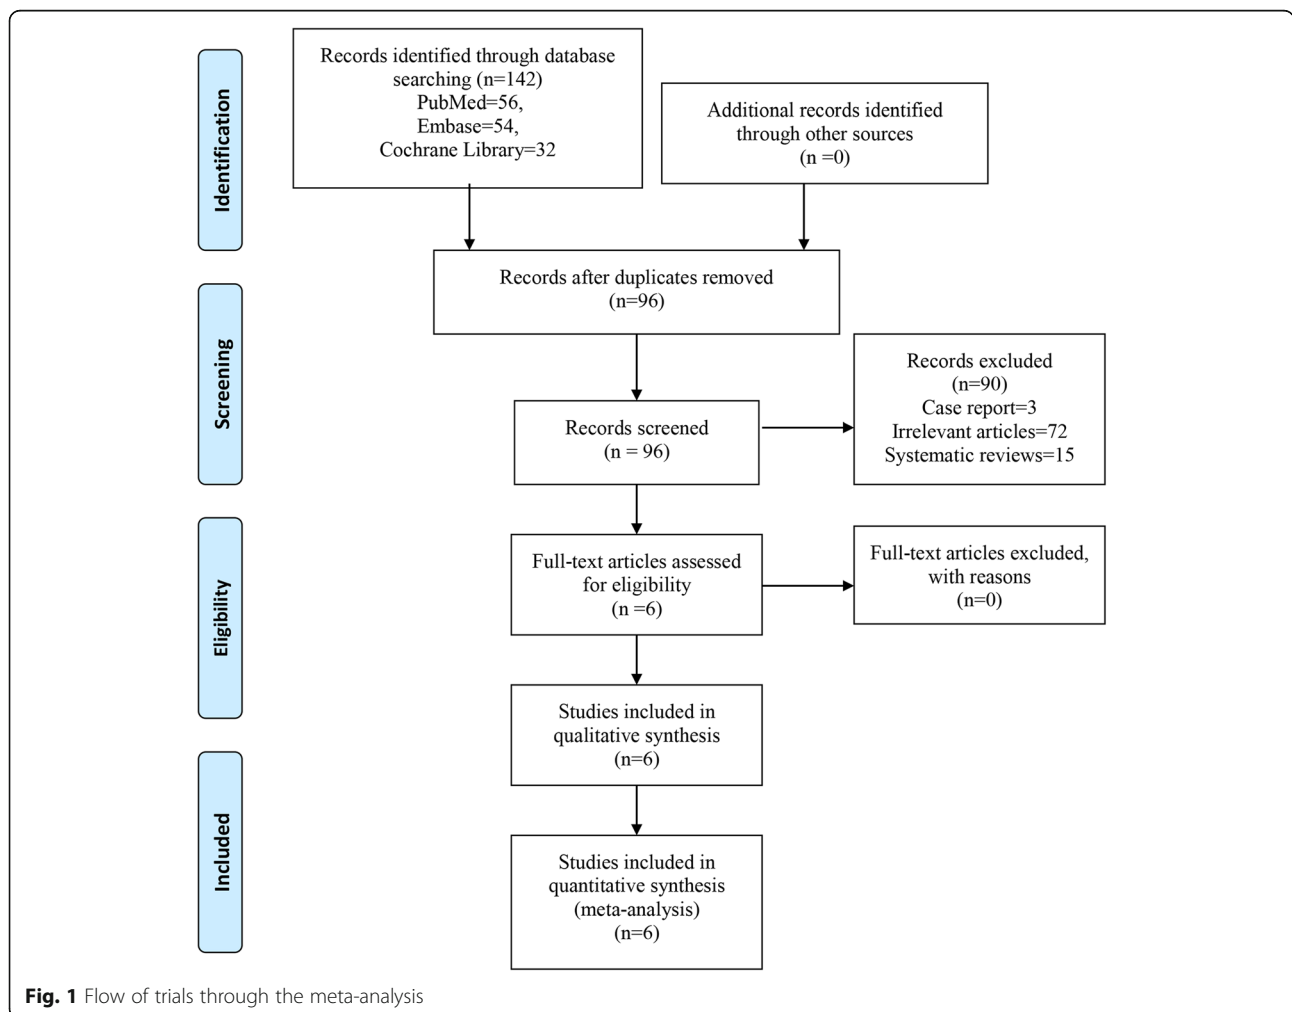 Identification
Records identified through database
searching (n=142)
PubMed=56,
Embase=54,
Cochrane Library=32
Additional records identified
through other sources
(n =0)
Records after duplicates removed
(n=96)
Screening
Records screened
(n = 96)
Records excluded
(n=90)
Case report=3
Irrelevant articles=72
Systematic reviews=15
Eligibility
Full-text articles assessed
for eligibility
(n =6)
Full-text articles excluded,
with reasons
(n=0)
Studies included in
qualitative synthesis
(n=6)
Included
Studies included in
quantitative synthesis
(meta-analysis)
(n=6)
Fig. 1 Flow of trials through the meta-analysis